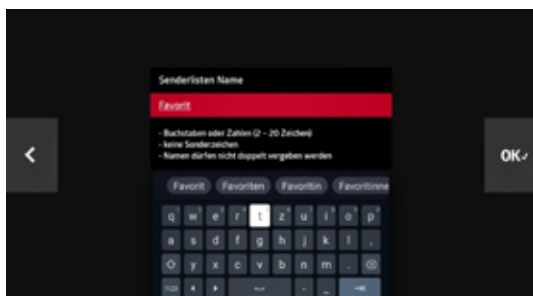 Senderlisten Name
Favorit
- Buchstaben oder Zahlen (2 - 20 Zeichen)
- keine Sonderzeichen
- Namen dürfen nicht doppelt vergeben werden
OK
Favorit Favoriten Favoritin Favoritinne
q w e r t z u i o p
a s d f g h j k l ,
y x c v b n m .
- _